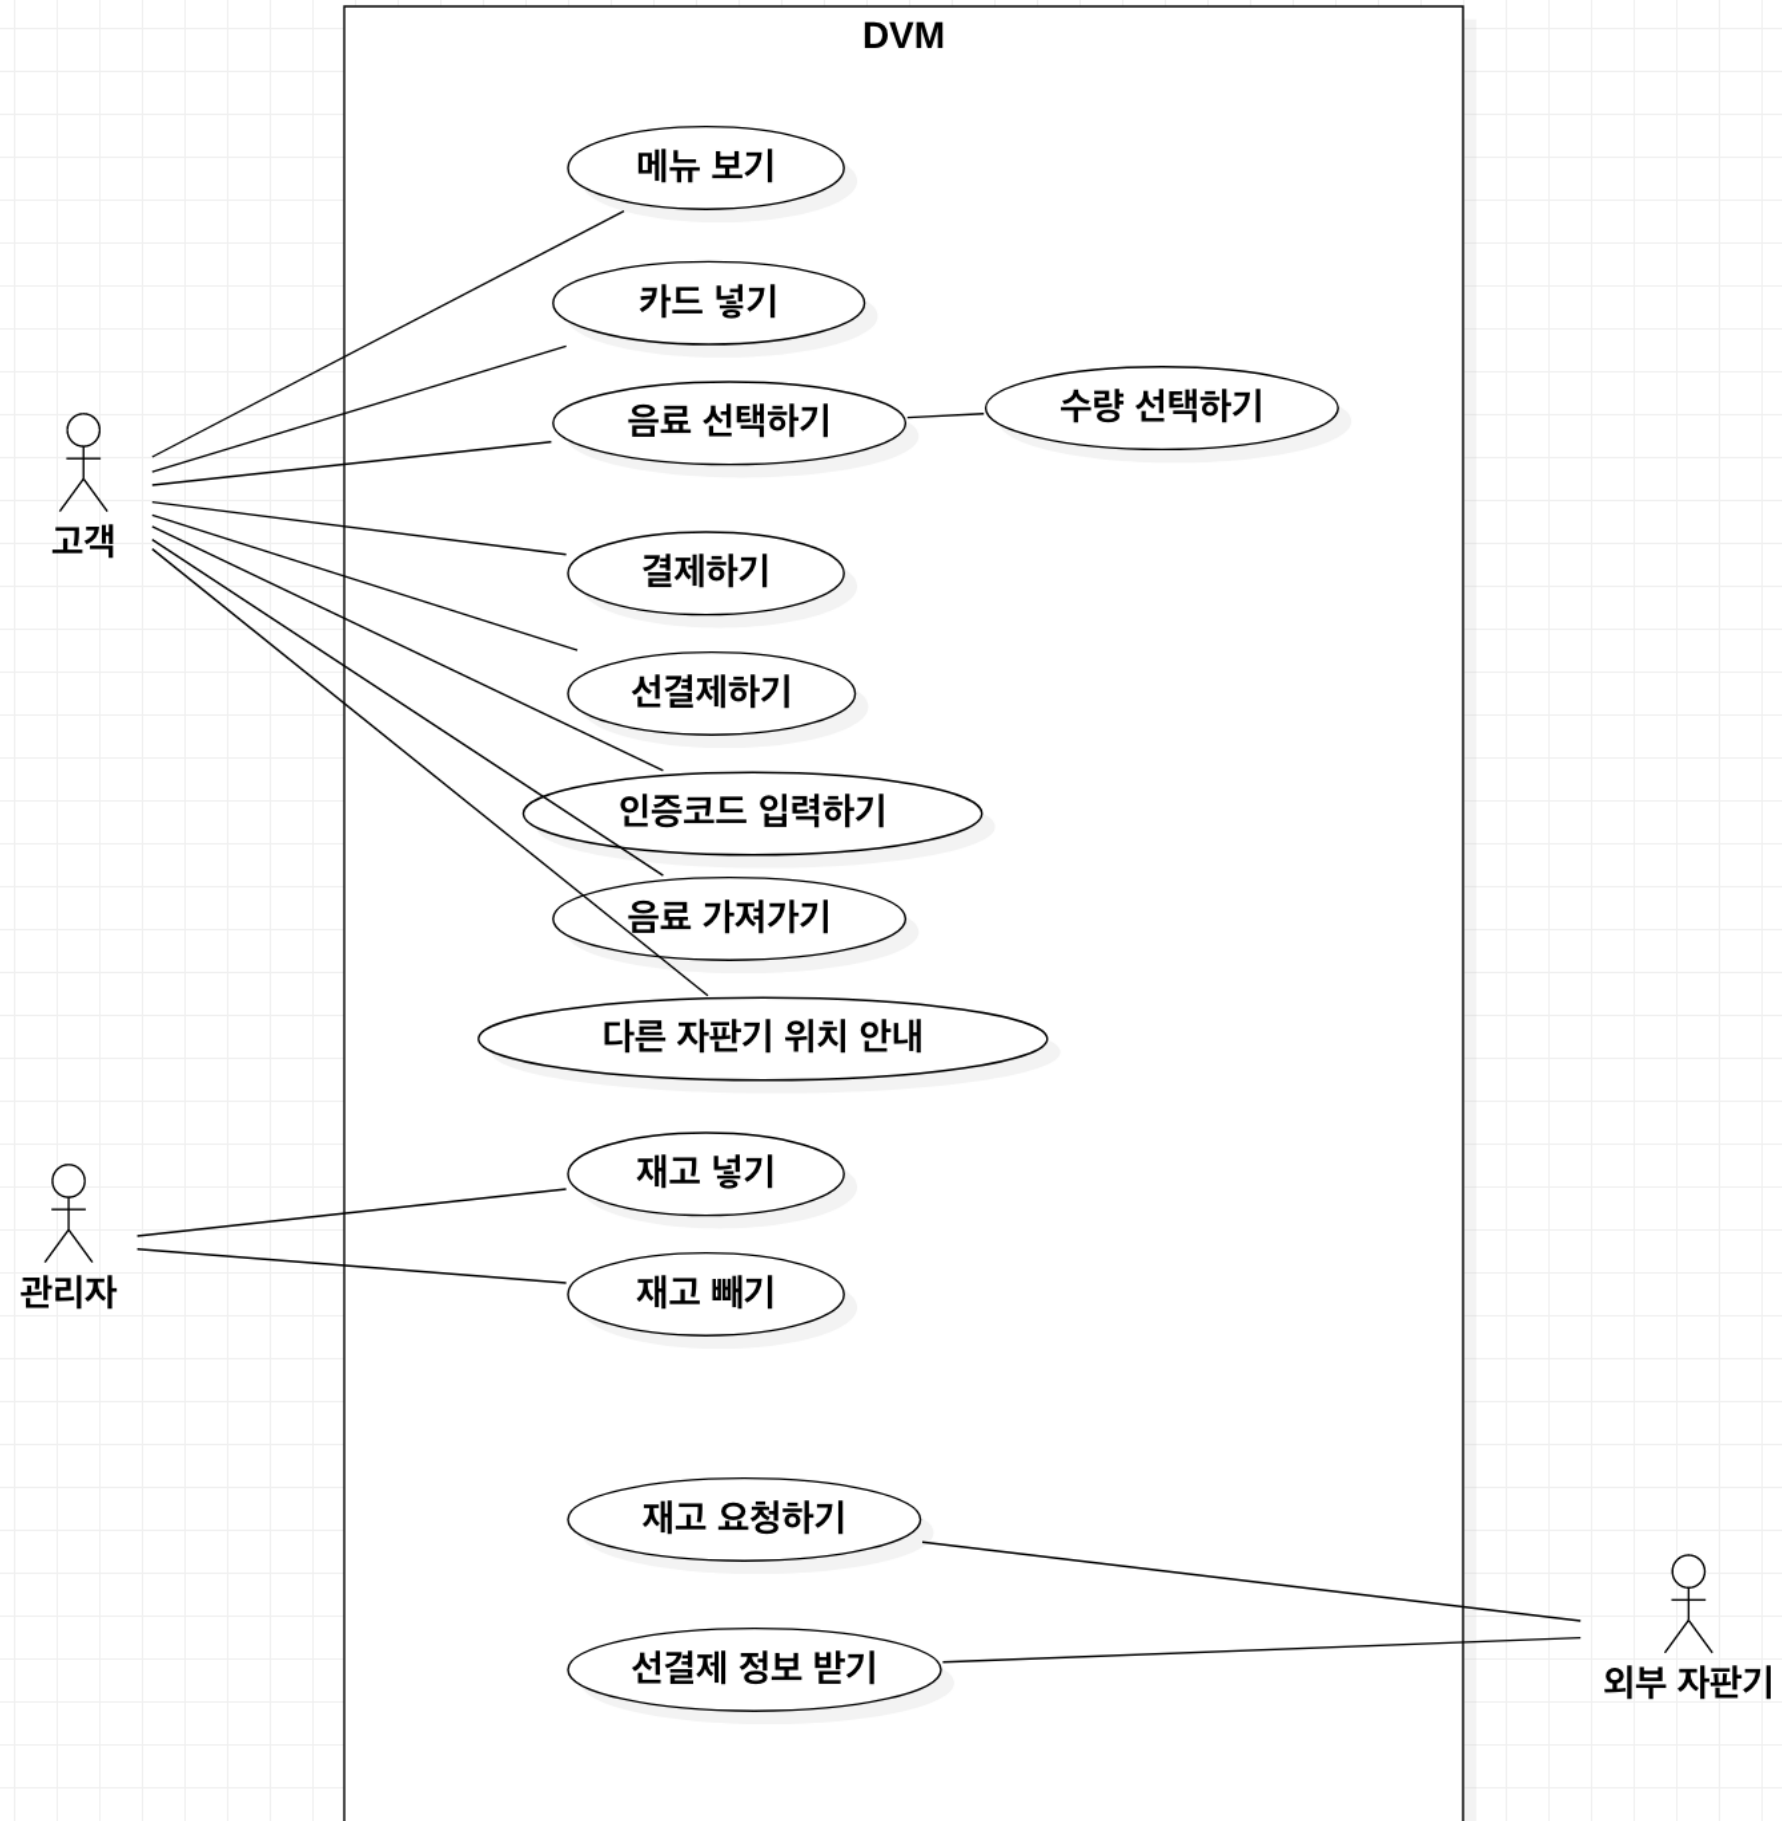 DVM
메뉴 보기
카드 넣기
음료 선택하기
수량 선택하기
고객
결제하기
선결제하기
인증코드 입력하기
음료 가져가기
다른 자판기 위치 안내
재고 넣기
관리자
재고 빼기
재고 요청하기
선결제 정보 받기
외부 자판기